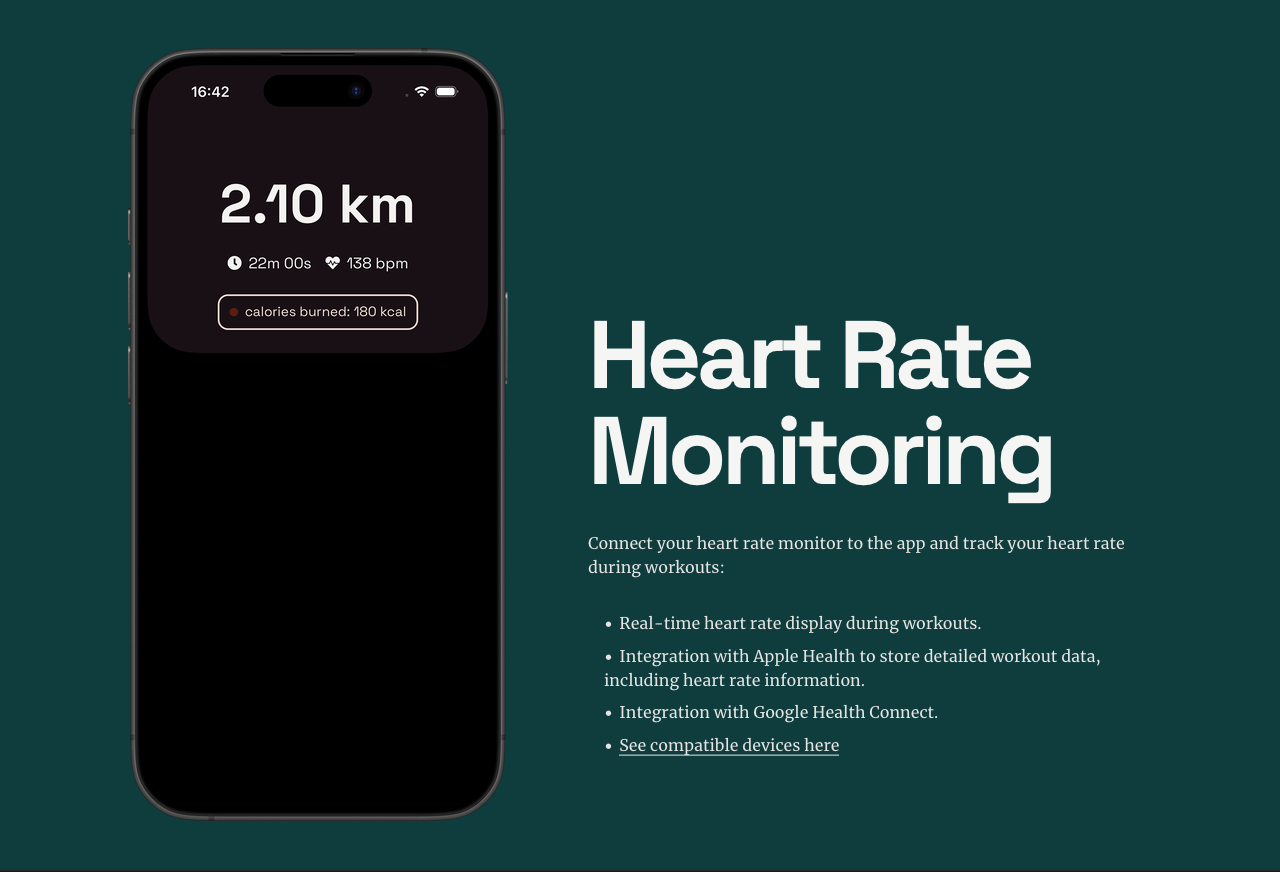 16:42
2.10 km
22m 00s 138 bpm
calories burned: 180 kcal
Heart Rate
Monitoring
Connect your heart rate monitor to the app and track your heart rate
during workouts:
• Real-time heart rate display during workouts.
• Integration with Apple Health to store detailed workout data,
including heart rate information.
• Integration with Google Health Connect.
• See compatible devices here